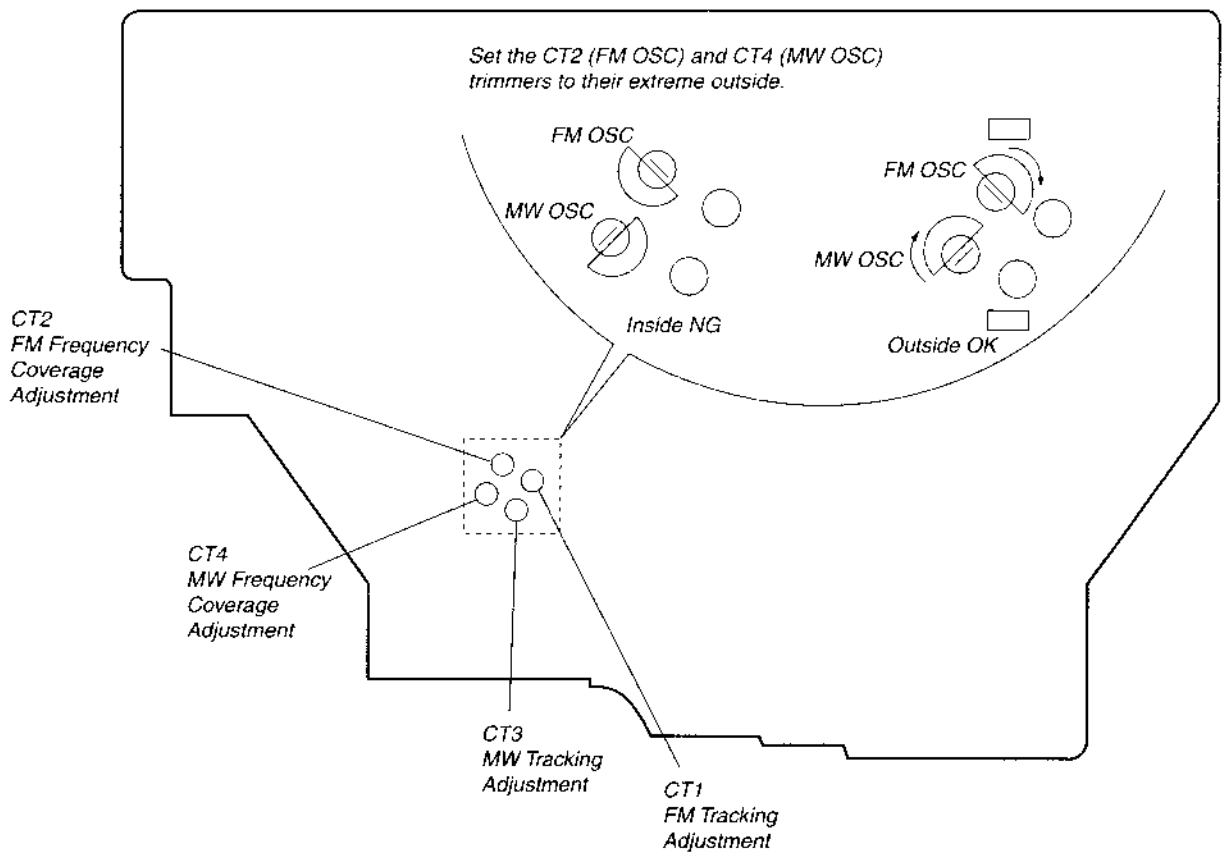 Set the CT2 (FM OSC) and CT4 (MW OSC)
trimmers to their extreme outside.
FM OSC
MW OSC
Inside NG
FM OSC
MW OSC
Outside OK
CT2
FM Frequency
Coverage
Adjustment
CT4
MW Frequency
Coverage
Adjustment
CT3
MW Tracking
Adjustment
CT1
FM Tracking
Adjustment